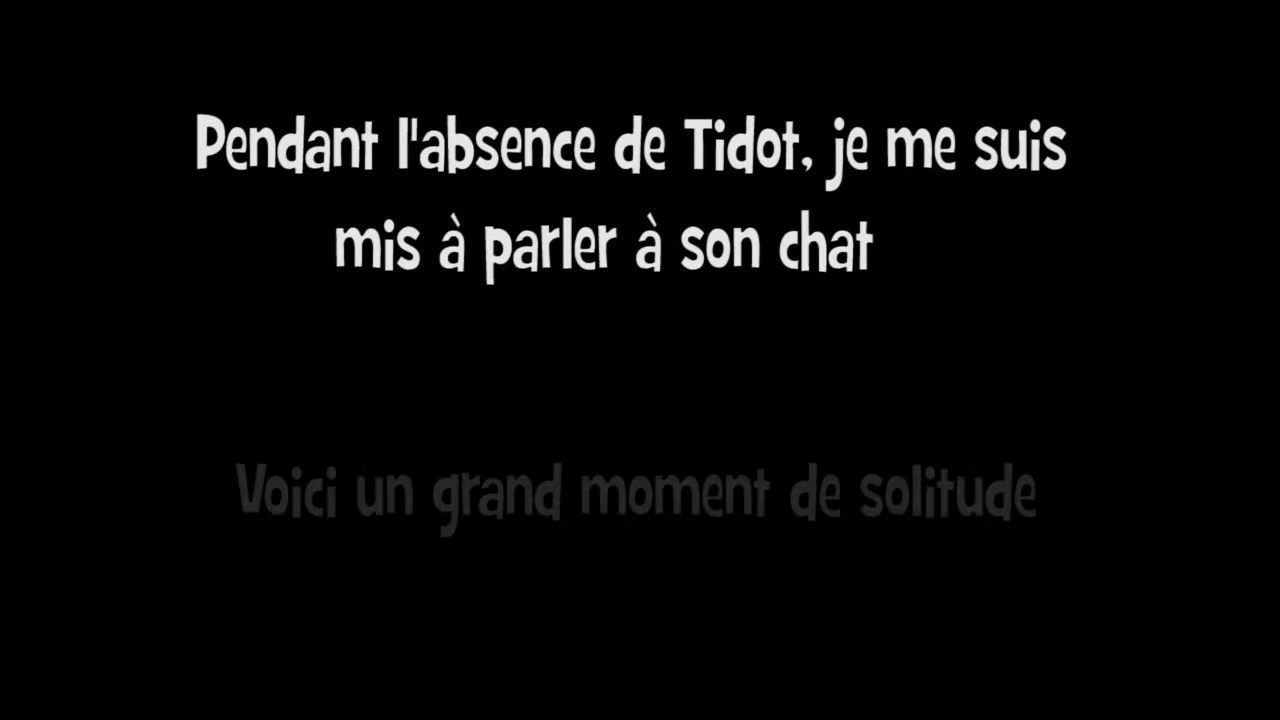 Pendant l'absence de Tidot, je me suis
mis à parler à son chat
Voici un grand moment de solitude